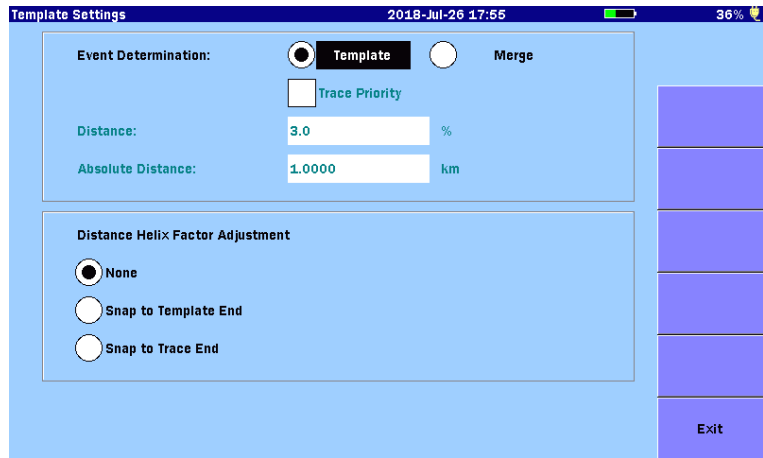 Template Settings 2018-Jul-26 17:55 36%
Event Determination: Template Merge
Trace Priority
Distance: 3.0 %
Absolute Distance: 1.0000 km
Distance Helix Factor Adjustment
None
Snap to Template End
Snap to Trace End
Exit